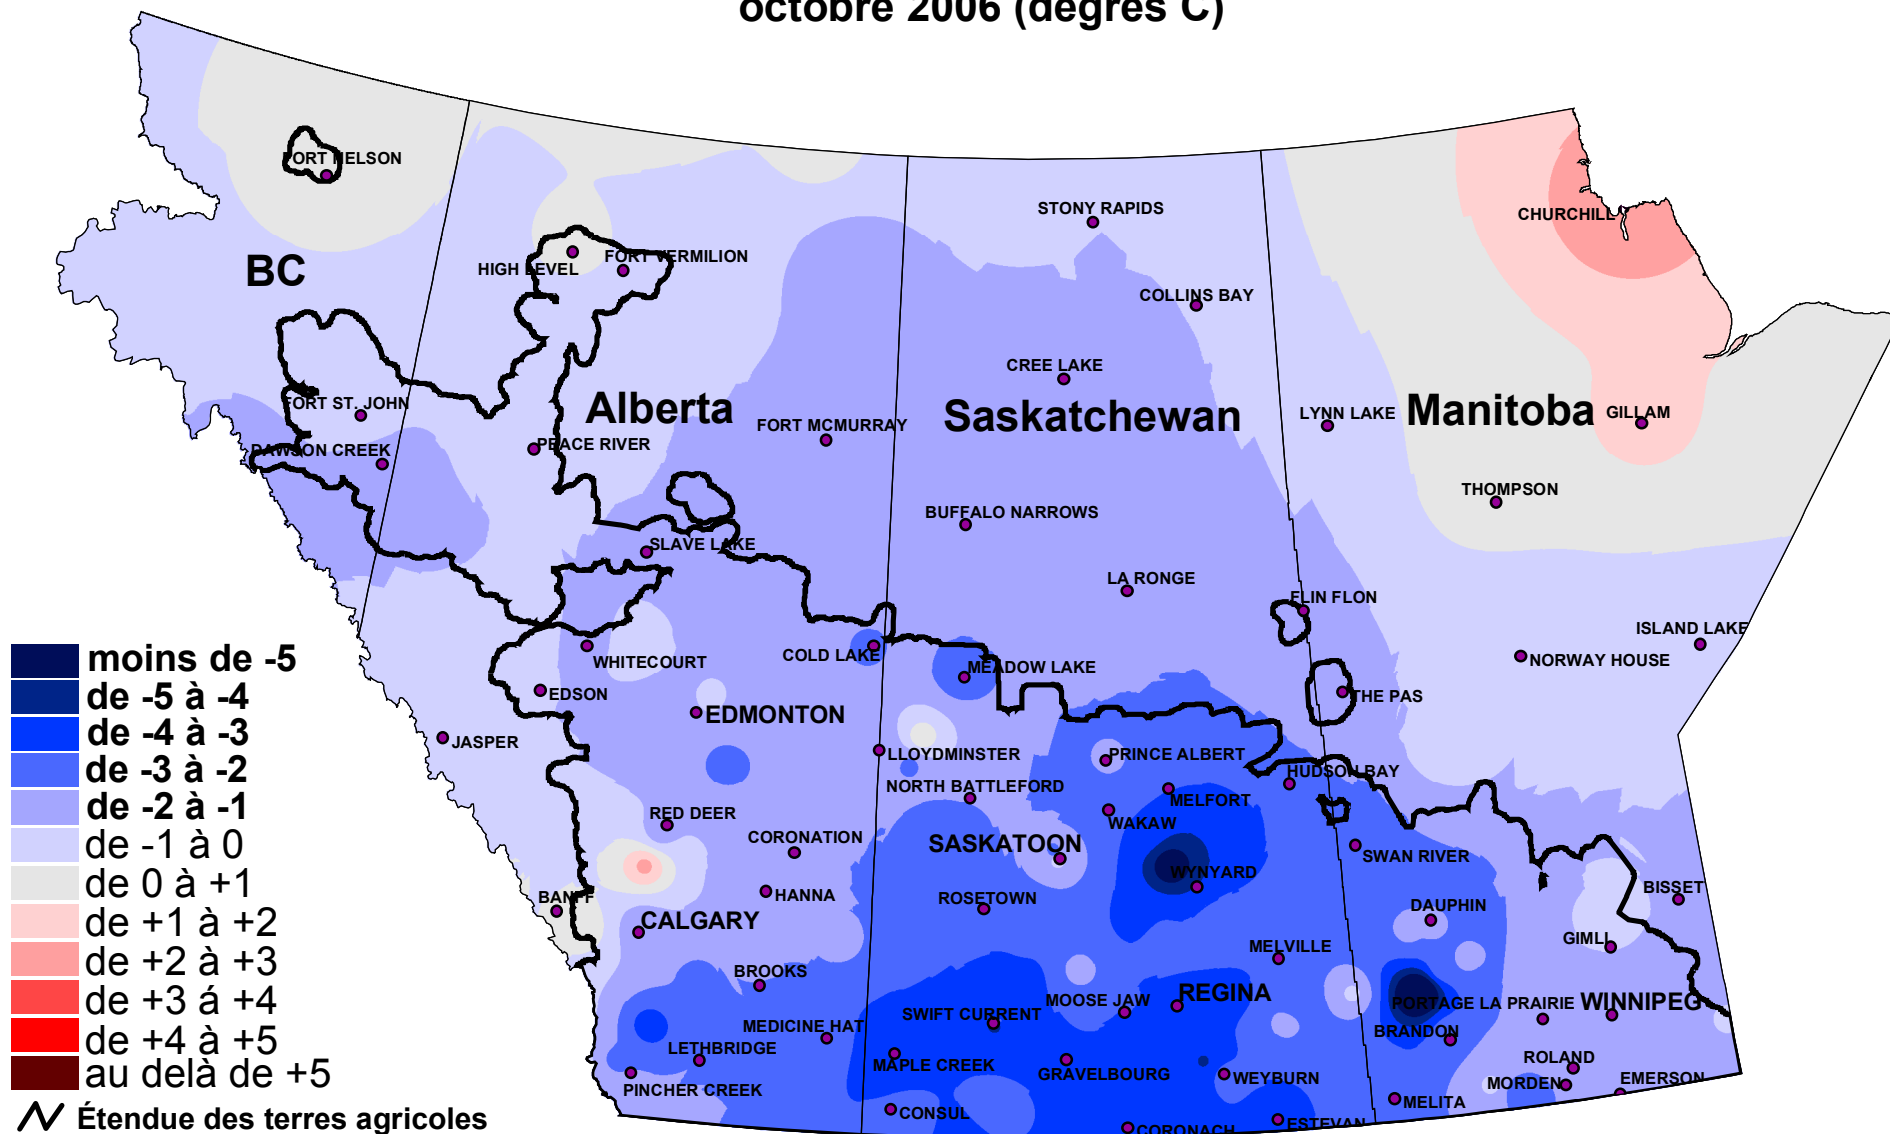 octobre 2006 (degrés C)
FORT NELSON
STONY RAPIDS
CHURCHILL
HIGH LEVEL
FORT VERMILION
BC
COLLINS BAY
CREE LAKE
FORT ST. JOHN
Alberta
FORT MCMURRAY
Saskatchewan
LYNN LAKE
Manitoba
GILLAM
DAWSON CREEK
PEACE RIVER
THOMPSON
BUFFALO NARROWS
SLAVE LAKE
LA RONGE
FLIN FLON
ISLAND LAKE
WHITECOURT
COLD LAKE
MEADOW LAKE
NORWAY HOUSE
EDSON
THE PAS
EDMONTON
JASPER
LLOYDMINSTER
PRINCE ALBERT
HUDSON BAY
NORTH BATTLEFORD
MELFORT
RED DEER
WAKAW
CORONATION
SASKATOON
SWAN RIVER
WYNYARD
BISSET
BANFF
HANNA
ROSETOWN
DAUPHIN
CALGARY
GIMLI
MELVILLE
BROOKS
REGINA
MOOSE JAW
SWIFT CURRENT
PORTAGE LA PRAIRIE
WINNIPEG
MEDICINE HAT
BRANDON
LETHBRIDGE
MAPLE CREEK
GRAVELBOURG
WEYBURN
ROLAND
PINCHER CREEK
MORDEN
EMERSON
CONSUL
MELITA
CORONACH
ESTEVAN
moins de -5
de -5 à -4
de -4 à -3
de -3 à -2
de -2 à -1
de -1 à 0
de 0 à +1
de +1 à +2
de +2 à +3
de +3 á +4
de +4 à +5
au delà de +5
Étendue des terres agricoles